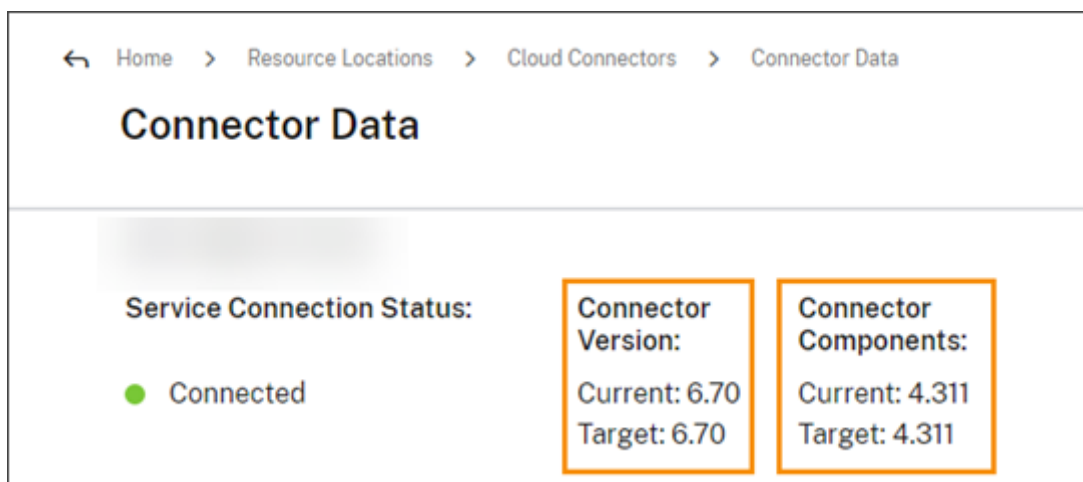 Home > Resource Locations > Cloud Connectors > Connector Data
Connector Data
Service Connection Status:
Connected
Connector
Version:
Current: 6.70
Target: 6.70
Connector
Components:
Current: 4.311
Target: 4.311